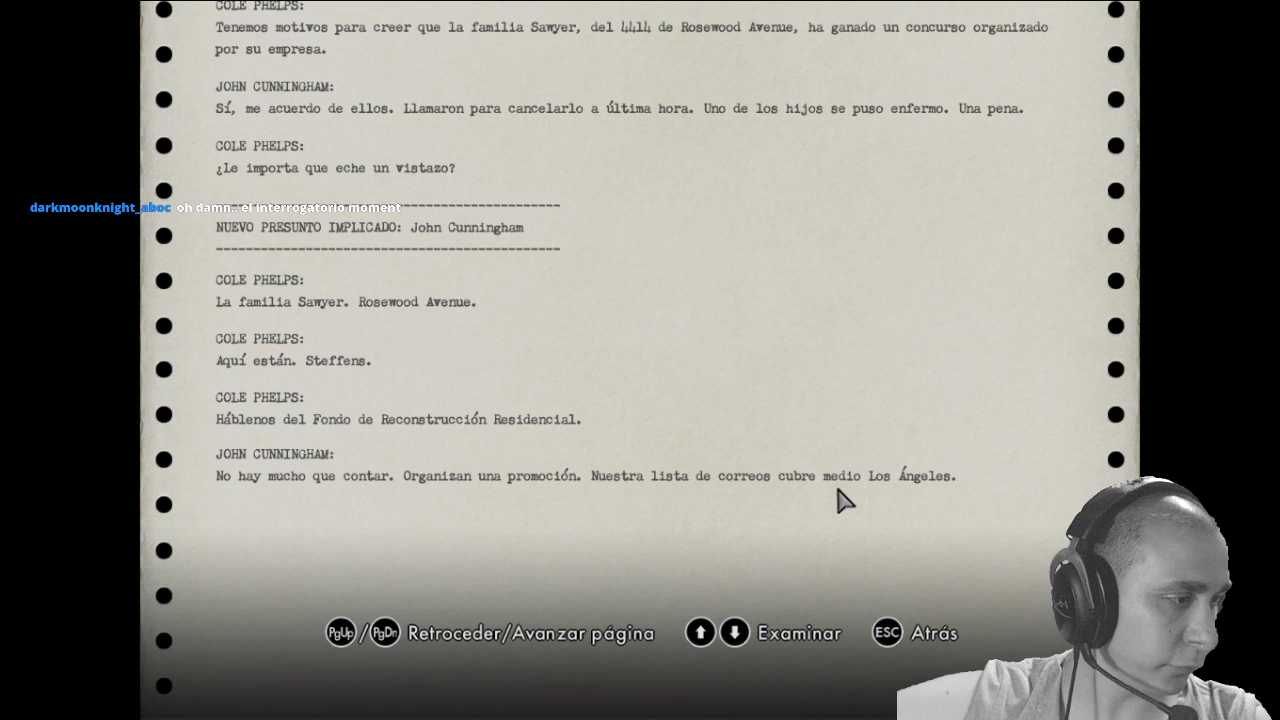 COLE PHELPS:
Tenemos motivos para creer que la familia Sawyer, del 4414 de Rosewood Avenue, ha ganado un concurso organizado
por su empresa.
JOHN CUNNINGHAM:
Sí, me acuerdo de ellos. Llamaron para cancelarlo a última hora. Uno de los hijos se puso enfermo. Una pena.
COLE PHELPS:
¿Le importa que eche un vistazo?
darkmoonknight_aboc oh damn.. el interrogatorio moment
NUEVO PRESUNTO IMPLICADO: John Cunningham
COLE PHELPS:
La familia Sawyer. Rosewood Avenue.
COLE PHELPS:
Aquí están. Steffens.
COLE PHELPS:
Háblenos del Fondo de Reconstrucción Residencial.
JOHN CUNNINGHAM:
No hay mucho que contar. Organizan una promoción. Nuestra lista de correos cubre medio Los Ángeles.
PgUp/PgDn Retroceder/Avanzar página Examinar ESC Atrás